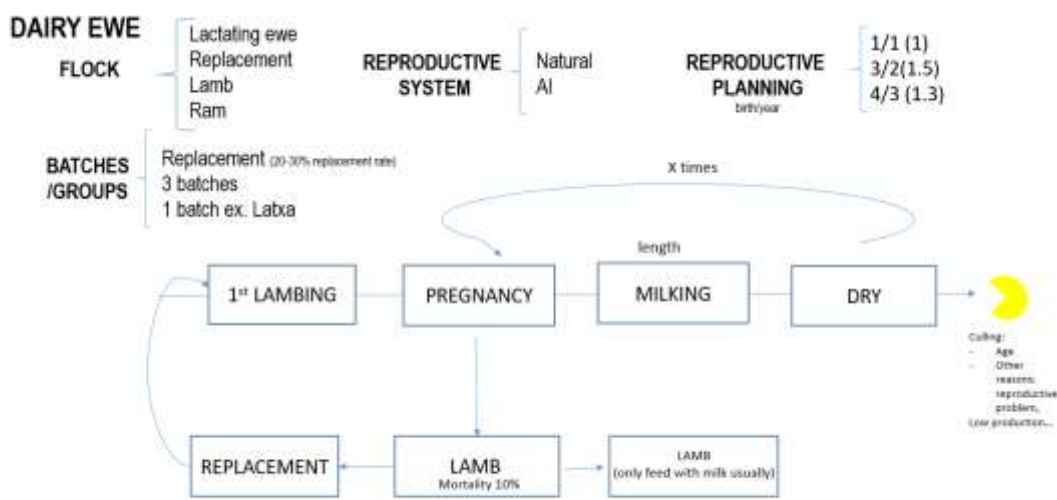 DAIRY EWE
FLOCK
Lactating ewe
Replacement
Lamb
Ram
REPRODUCTIVE
SYSTEM
Natural
AI
REPRODUCTIVE
PLANNING
birth/year
1/1 (1)
3/2(1.5)
4/3 (1.3)
BATCHES
/GROUPS
Replacement (20-30% replacement rate)
3 batches
1 batch ex. Latxa
X times
length
1st LAMBING
PREGNANCY
MILKING
DRY
Culling:
- Age
- Other
reasons:
reproductive
problem,
Low production...
REPLACEMENT
LAMB
Mortality 10%
LAMB
(only feed with milk usually)